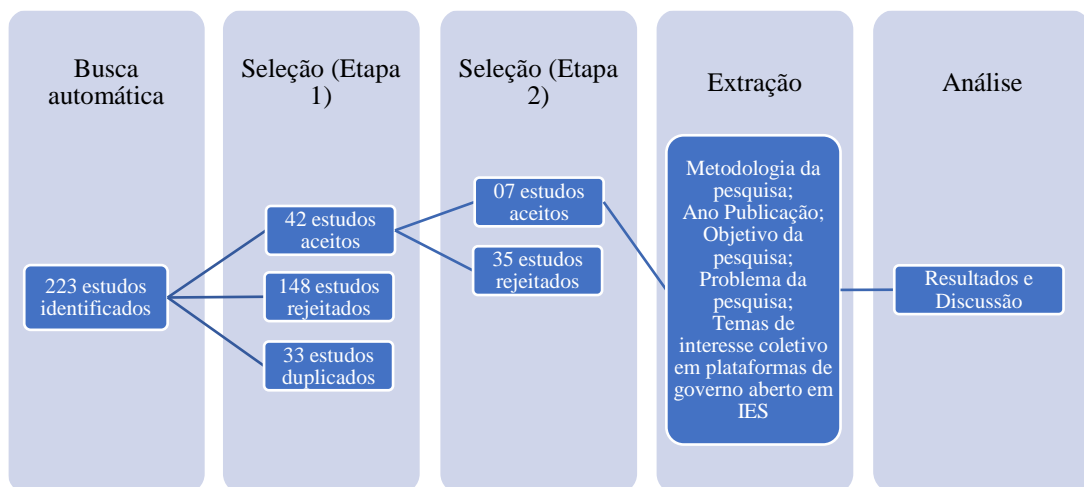 Busca
automática
223 estudos
identificados
Seleção (Etapa
1)
42 estudos
aceitos
148 estudos
rejeitados
33 estudos
duplicados
Seleção (Etapa
2)
07 estudos
aceitos
35 estudos
rejeitados
Extração
Metodologia da
pesquisa;
Ano Publicação;
Objetivo da
pesquisa;
Problema da
pesquisa;
Temas de
interesse coletivo
em plataformas de
governo aberto em
IES
Análise
Resultados e
Discussão